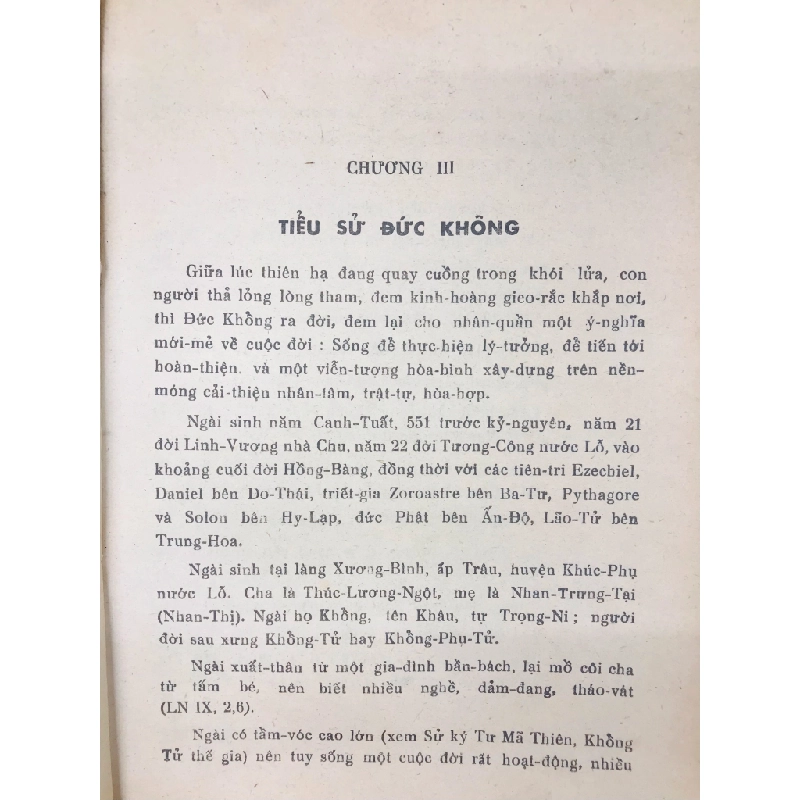 CHƯƠNG III
TIỂU SỬ ĐỨC KHÔNG
Giữa lúc thiên hạ đang quay cuồng trong khói lửa, con
người thả lỏng lòng tham, đem kinh-hoàng gieo-rắc khắp nơi,
thì Đức Khổng ra đời, đem lại cho nhân-quần một ý-nghĩa
mới-mẻ về cuộc đời : Sống để thực-hiện lý-tưởng, để tiến tới
hoàn-thiện. và một viễn-tượng hòa-bình xây-dựng trên nền-
móng cải-thiện nhân-tâm, trật-tự, hòa-hợp.
Ngài sinh năm Canh-Tuất, 551 trước kỷ-nguyên, năm 21
đời Linh-Vương nhà Chu, năm 22 đời Tương-Công nước Lỗ, vào
khoảng cuối đời Hồng-Bàng, đồng thời với các tiên-tri Ezechiel,
Daniel bên Do-Thái, triết-gia Zoroastre bên Ba-Tư, Pythagore
và Solon bên Hy-Lạp, đức Phật bên Ấn-Độ, Lão-Tử bên
Trung-Hoa.
Ngài sinh tại làng Xương-Bình, ấp Trâu, huyện Khúc-Phụ
nước Lỗ. Cha là Thúc-Lương-Ngột, mẹ là Nhan-Trưng-Tại
(Nhan-Thị). Ngài họ Khổng, tên Khâu, tự Trọng-Ni ; người
đời sau xưng Khổng-Tử hay Khổng-Phu-Tử.
Ngài xuất-thân từ một gia-đình bần-bách, lại mồ côi cha
từ tấm bé, nên biết nhiều nghề, đảm-đang, tháo-vát
(LN IX, 2,6).
Ngài có tầm-vóc cao lớn (xem Sử ký Tư Mã Thiên, Khổng
Tử thế gia) nên tuy sống một cuộc đời rất hoạt-động, nhiều